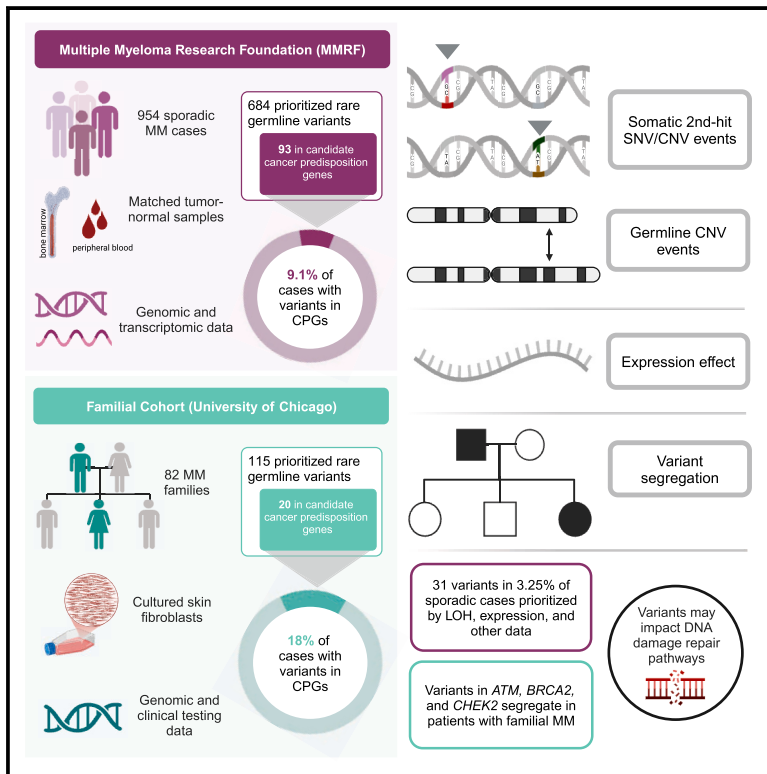 Multiple Myeloma Research Foundation (MMRF)
954 sporadic
MM cases
Matched tumor-
normal samples
bone marrow
peripheral blood
Genomic and
transcriptomic data
684 prioritized rare
germline variants
93 in candidate
cancer predisposition
genes
9.1% of
cases with
variants in
CPGs
Familial Cohort (University of Chicago)
82 MM
families
Cultured skin
fibroblasts
Genomic and
clinical testing
data
115 prioritized rare
germline variants
20 in candidate
cancer predisposition
genes
18% of
cases with
variants in
CPGs
Somatic 2nd-hit
SNV/CNV events
Germline CNV
events
Expression effect
Variant
segregation
31 variants in 3.25% of
sporadic cases prioritized
by LOH, expression, and
other data
Variants in ATM, BRCA2,
and CHEK2 segregate in
patients with familial MM
Variants may
impact DNA
damage repair
pathways